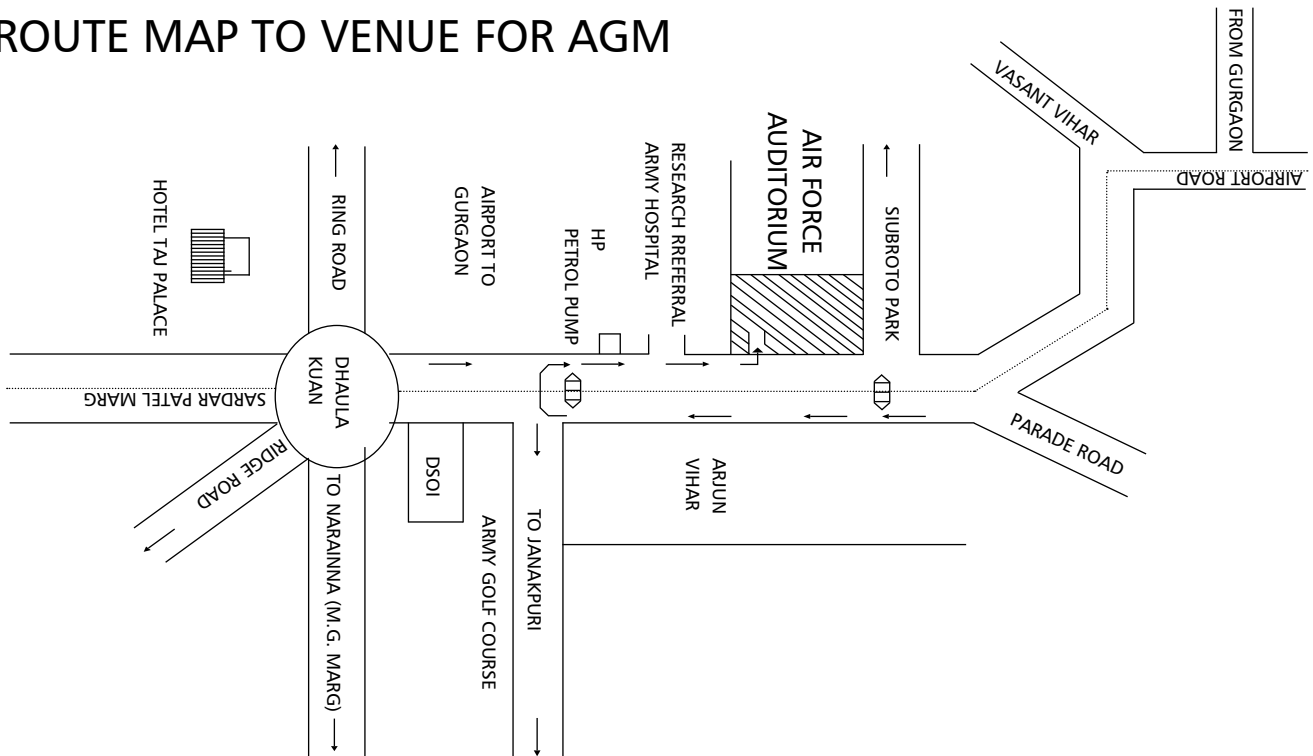 ROUTE MAP TO VENUE FOR AGM
FROM GURGAON
VASANT VIHAR
AIRPORT ROAD
AIR FORCE
AUDITORIUM
RESEARCH RREFERRAL
ARMY HOSPITAL
SIUBROTO PARK
HP
PETROL PUMP
AIRPORT TO
GURGAON
RING ROAD
HOTEL TAJ PALACE
DHAULA
KUAN
SARDAR PATEL MARG
RIDGE ROAD
TO NARAINNA (M.G. MARG)
DSOI
ARMY GOLF COURSE
TO JANAKPURI
ARJUN
VIHAR
PARADE ROAD